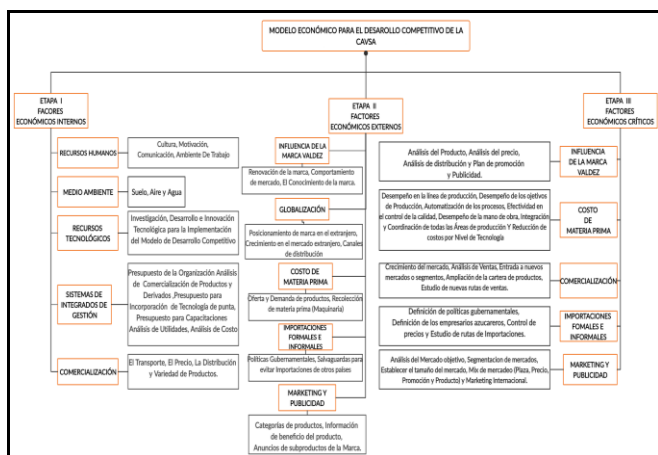 MODELO ECONÓMICO PARA EL DESAROLLO COMPETITIVO DE LA
CAVSA
ETAPA I
FACORES
ECONÓMICOS INTERNOS
RECURSOS HUMANOS
Cultura, Motivación,
Comunicación, Ambiente De Trabajo
MEDIO AMBIENTE
Suelo, Aire y Agua
RECURSOS
TECNOLÓGICOS
Investigación, Desarrollo e Innovación
Tecnológica para la Implementación
del Modelo de Desarrollo Competitivo
SISTEMAS DE
INTEGRADOS DE
GESTIÓN
Presupuesto de la Organización Análisis
de Comercialización de Productos y
Derivados ,Presupuesto para
Incorporación de Tecnología de punta,
Presupuesto para Capacitaciones
Análisis de Utilidades, Análisis de Costo
COMERCIALIZACIÓN
El Transporte, El Precio, La Distribución
y Variedad de Productos.
ETAPA II
FACTORES
ECONÓMICOS EXTERNOS
INFLUENCIA DE LA
MARCA VALDEZ
Renovación de la marca, Comportamiento
de mercado, El Conocimiento de la marca.
GLOBALIZACIÓN
Posicionamiento de marca en el extranjero,
Crecimiento en el mercado extranjero, Canales
de distribución
COSTO DE
MATERIA PRIMA
Oferta y Demanda de productos, Recolección
de materia prima (Maquinaria)
IMPORTACIONES
FORMALES E
INFORMALES
Políticas Gubernamentales, Salvaguardas para
evitar Importaciones de otros países
MARKETING Y
PUBLICIDAD
Categorías de productos, Información
de beneficio del producto,
Anuncios de subproductos de la Marca.
ETAPA III
FACTORES
ECONÓMICOS CRÍTICOS
Análisis del Producto, Análisis del precio,
Análisis de distribución y Plan de promoción
y Publicidad.
INFLUENCIA
DE LA MARCA
VALDEZ
Desempeño en la línea de producción, Desempeño de los ojetivos
de Producción, Automatización de los procesos, Efectividad
en el control de la calidad, Desempeño de la mano de obra, Integración
y Coordinación de todas las Áreas de producción Y Reducción de
costos por Nivel de Tecnología
COSTO
DE
MATERIA PRIMA
Crecimiento del mercado, Análisis de Ventas, Entrada a nuevos
mercados o segmentos, Ampliación de la cartera de productos,
Estudio de nuevas rutas de ventas.
COMERCIALIZACIÓN
Definición de políticas gubernamentales,
Definición de los empresarios azucareros, Control de
precios y Estudio de rutas de Importaciones.
IMPORTACIONES
FOMALES E
INFORMALES
Análisis del Mercado objetivo, Segmentacion de mercados,
Establecer el tamaño del mercado, Mix de mercadeo (Plaza, Precio,
Promoción y Producto) y Marketing Internacional.
MARKETING Y
PUBLICIDAD